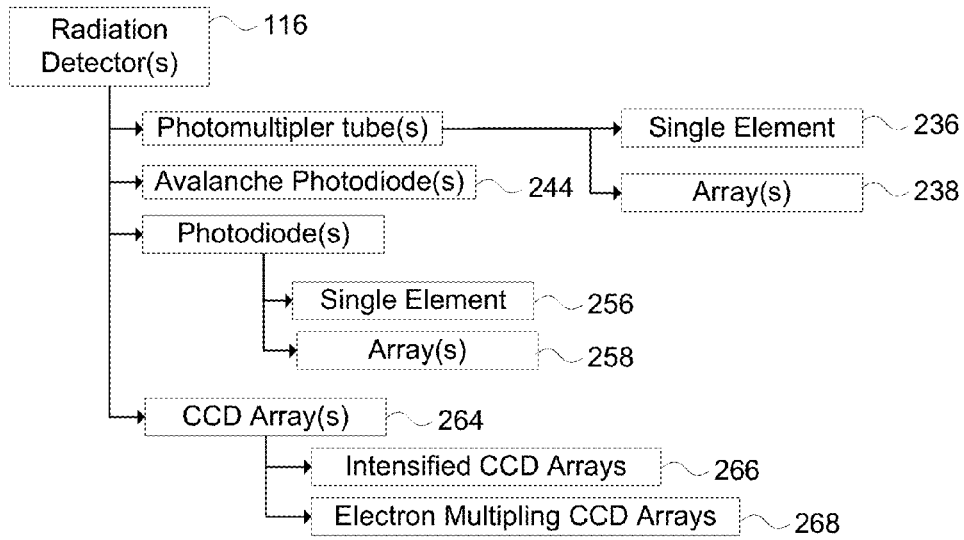 Radiation
Detector(s)
116
Photomultipler tube(s)
Single Element
236
Array(s)
238
Avalanche Photodiode(s)
244
Photodiode(s)
Single Element
256
Array(s)
258
CCD Array(s)
264
Intensified CCD Arrays
266
Electron Multipling CCD Arrays
268